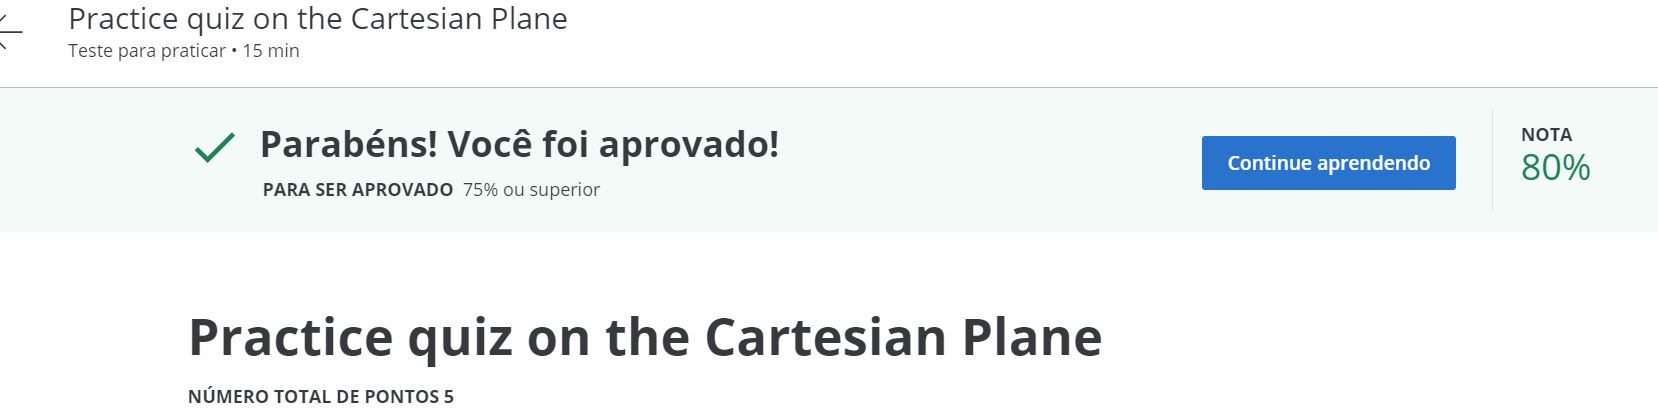 Practice quiz on the Cartesian Plane
Teste para praticar • 15 min
Parabéns! Você foi aprovado!
PARA SER APROVADO 75% ou superior
Continue aprendendo
NOTA
80%
Practice quiz on the Cartesian Plane
NÚMERO TOTAL DE PONTOS 5